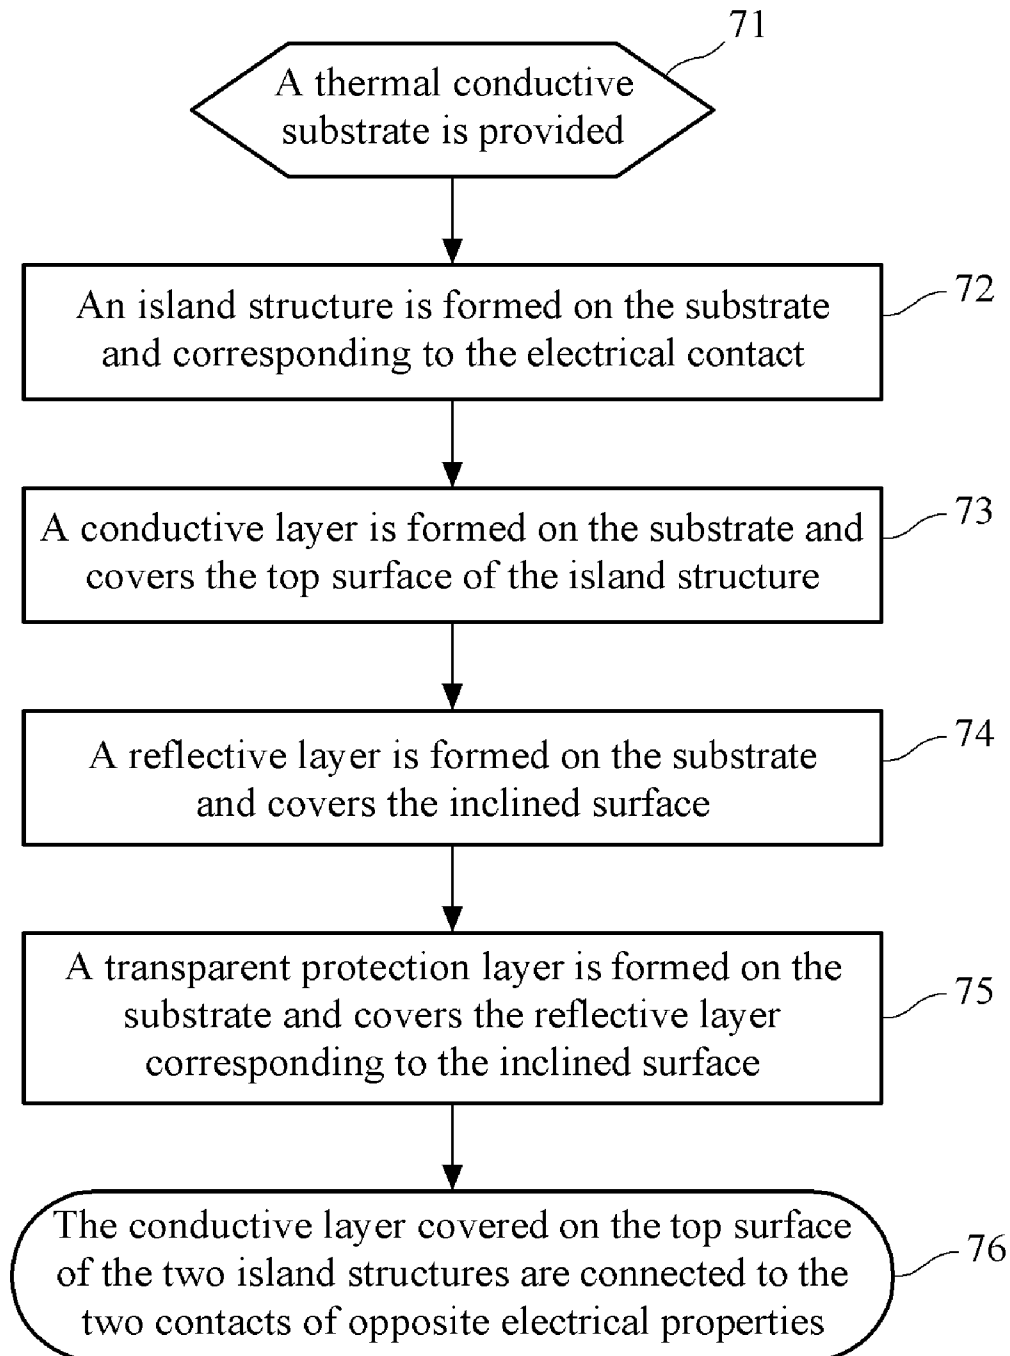 71
A thermal conductive
substrate is provided
72
An island structure is formed on the substrate
and corresponding to the electrical contact
73
A conductive layer is formed on the substrate and
covers the top surface of the island structure
74
A reflective layer is formed on the substrate
and covers the inclined surface
75
A transparent protection layer is formed on the
substrate and covers the reflective layer
corresponding to the inclined surface
76
The conductive layer covered on the top surface
of the two island structures are connected to the
two contacts of opposite electrical properties